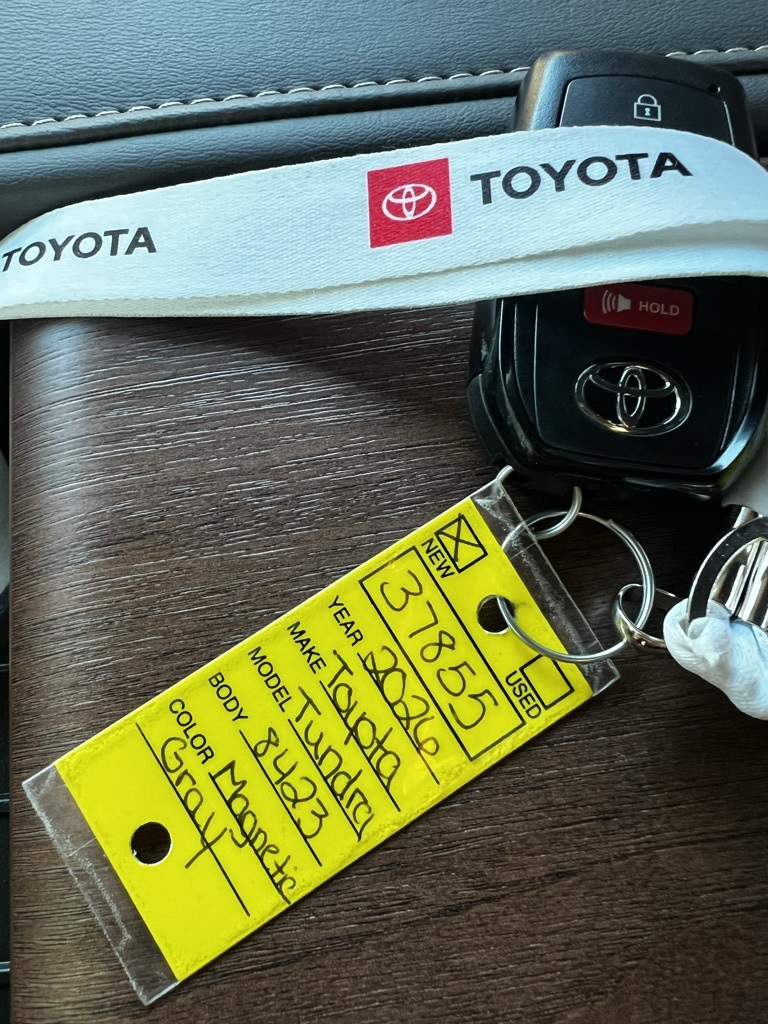 TOYOTA
TOYOTA
HOLD
NEW USED
37855
YEAR 2026
MAKE Toyota
MODEL Tundra
BODY 8423
COLOR Magnetic
Gray